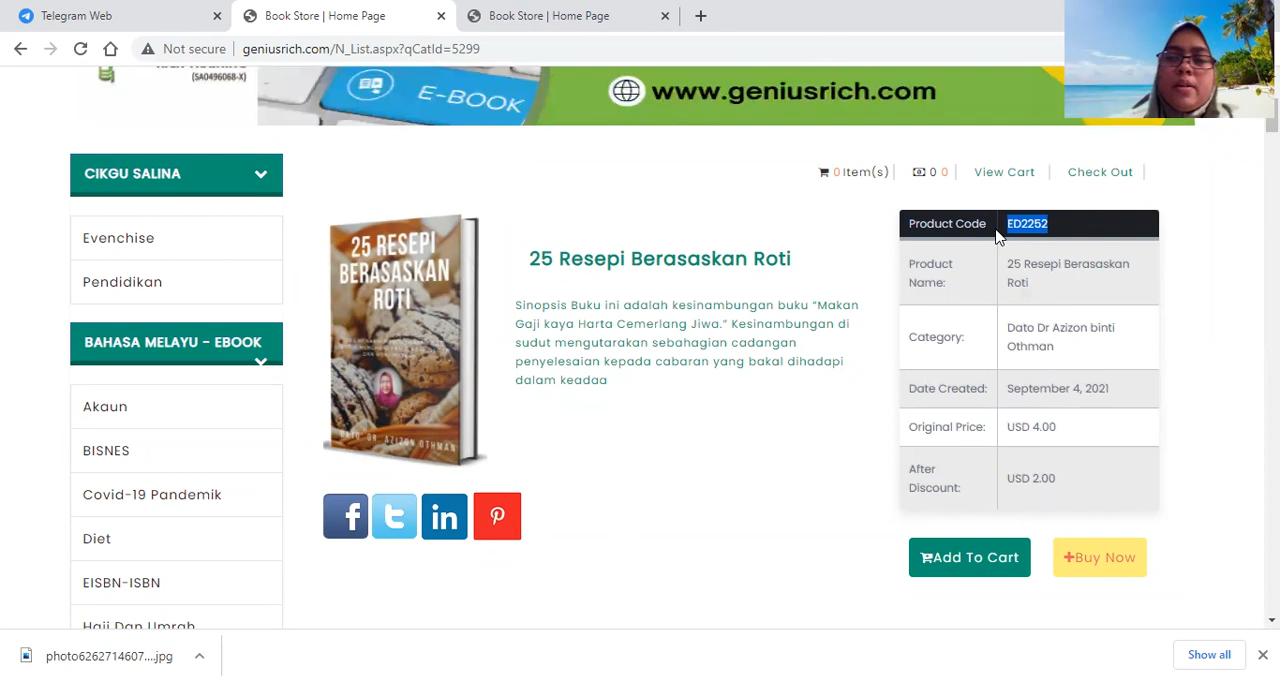 Telegram Web
Book Store | Home Page
Book Store | Home Page
Not secure
geniusrich.com/N_List.aspx?qCatId=5299
(SA0496068-X)
E-BOOK
www.geniusrich.com
CIKGU SALINA
Evenchise
Pendidikan
BAHASA MELAYU - EBOOK
Akaun
BISNES
Covid-19 Pandemik
Diet
EISBN-ISBN
Haji Dan Umrah
0 Item(s)
0 0
View Cart
Check Out
25 RESEPI
BERASASKAN
ROTI
DATO DR. AZIZON OTHMAN
25 Resepi Berasaskan Roti
Sinopsis Buku ini adalah kesinambungan buku “Makan
Gaji kaya Harta Cemerlang Jiwa.” Kesinambungan di
sudut mengutarakan sebahagian cadangan
penyelesaian kepada cabaran yang bakal dihadapi
dalam keadaa
Product Code ED2252
Product Name: 25 Resepi Berasaskan
Roti
Category: Dato Dr Azizon binti
Othman
Date Created: September 4, 2021
Original Price: USD 4.00
After Discount: USD 2.00
Add To Cart
Buy Now
photo6262714607....jpg
Show all